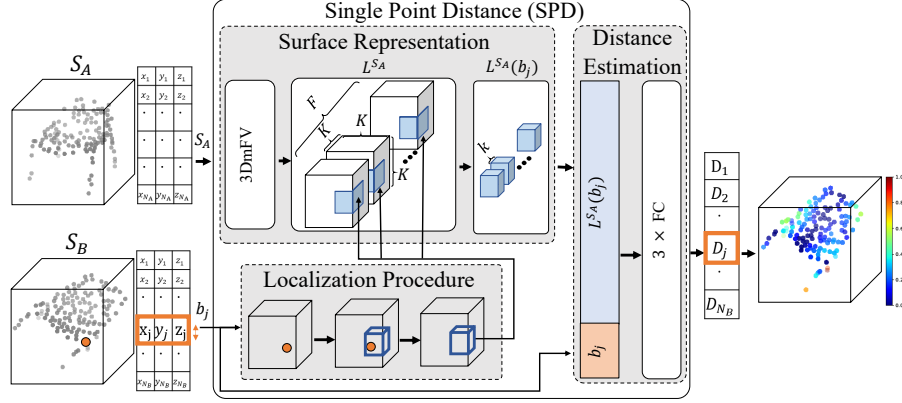 Single Point Distance (SPD)
Surface Representation
Distance
Estimation
S_A
x_1 y_1 z_1
x_2 y_2 z_2
. . .
. . .
x_{N_A} y_{N_A} z_{N_A}
S_A
3DmFV
L^{S_A}
F
K
K
K
L^{S_A}(b_j)
k
L^{S_A}(b_j)
b_j
3 × FC
S_B
x_1 y_1 z_1
x_2 y_2 z_2
. . .
x_j y_j z_j
. . .
x_{N_B} y_{N_B} z_{N_B}
b_j
Localization Procedure
D_1
D_2
.
D_j
.
D_{N_B}
1.0
0.8
0.6
0.4
0.2
0.0